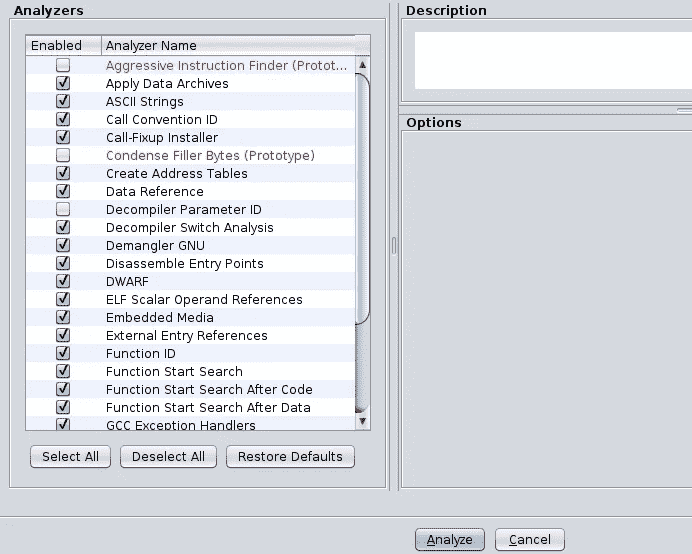 Analyzers
Enabled Analyzer Name
Aggressive Instruction Finder (Protot...
Apply Data Archives
ASCII Strings
Call Convention ID
Call-Fixup Installer
Condense Filler Bytes (Prototype)
Create Address Tables
Data Reference
Decompiler Parameter ID
Decompiler Switch Analysis
Demangler GNU
Disassemble Entry Points
DWARF
ELF Scalar Operand References
Embedded Media
External Entry References
Function ID
Function Start Search
Function Start Search After Code
Function Start Search After Data
GCC Exception Handlers
Select All Deselect All Restore Defaults
Description
Options
Analyze Cancel